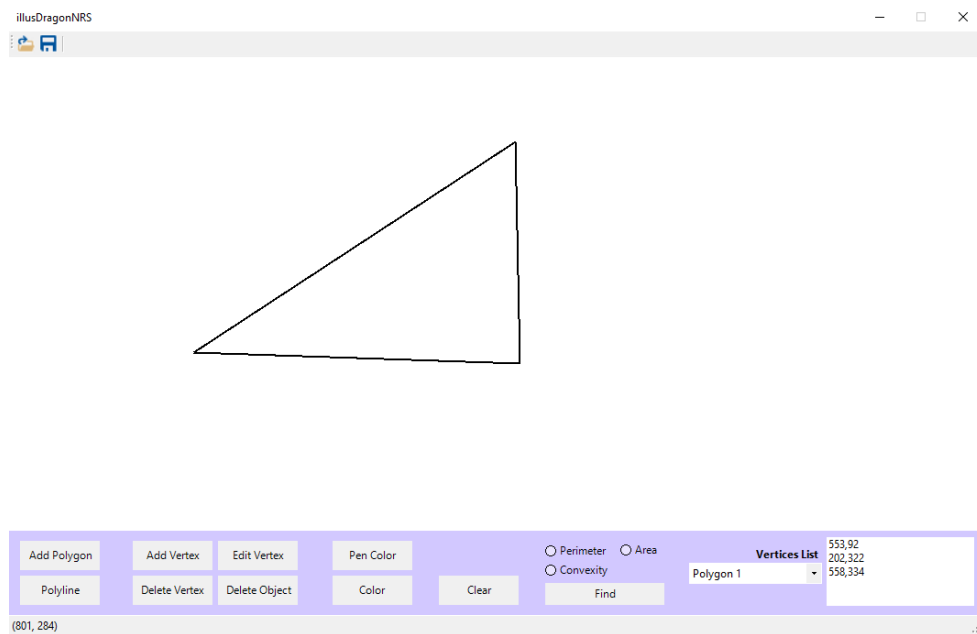 illusDragonNRS
Add Polygon
Add Vertex
Edit Vertex
Pen Color
Perimeter
Area
Convexity
Vertices List
553,92
202,322
558,334
Polygon 1
Polyline
Delete Vertex
Delete Object
Color
Clear
Find
(801, 284)